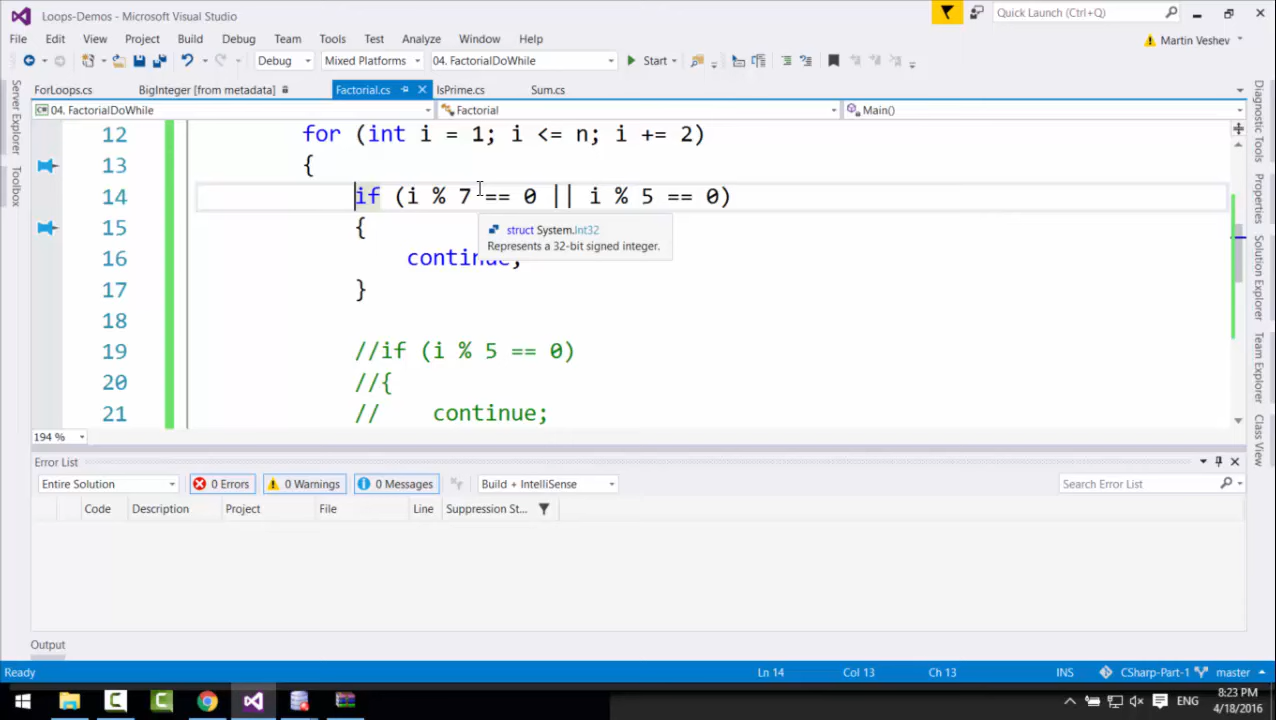 Loops-Demos - Microsoft Visual Studio
Quick Launch (Ctrl+Q)
File Edit View Project Build Debug Team Tools Test Analyze Window Help
Martin Veshev
Debug Mixed Platforms 04. FactorialDoWhile Start
ForLoops.cs BigInteger [from metadata] Factorial.cs IsPrime.cs Sum.cs
04. FactorialDoWhile Factorial Main()
Server Explorer
Toolbox
12 for (int i = 1; i <= n; i += 2)
13 {
14 if (i % 7 == 0 || i % 5 == 0)
15 {
struct System.Int32
Represents a 32-bit signed integer.
16 continue;
17 }
18
19 //if (i % 5 == 0)
20 //{
21 // continue;
194 %
Diagnostic Tools
Properties
Solution Explorer
Team Explorer
Class View
Error List
Entire Solution 0 Errors 0 Warnings 0 Messages Build + IntelliSense Search Error List
Code Description Project File Line Suppression St...
Output
Ready Ln 14 Col 13 Ch 13 INS CSharp-Part-1 master
ENG
8:23 PM
4/18/2016